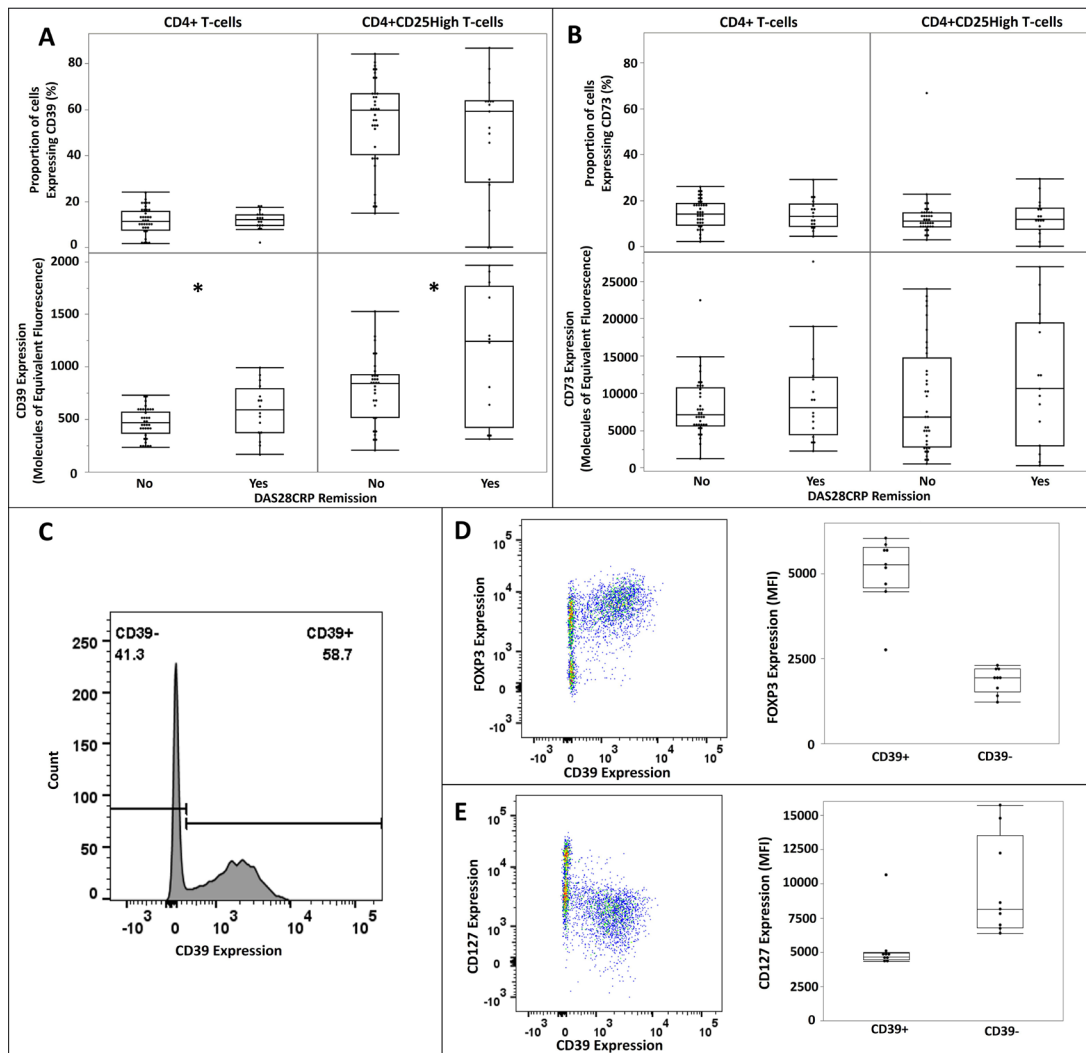 A
CD4+ T-cells
CD4+CD25High T-cells
Proportion of cells
Expressing CD39 (%)
80
60
40
20
0
CD39 Expression
(Molecules of Equivalent Fluorescence)
2000
1500
1000
500
0
*
*
No
Yes
No
Yes
DAS28CRP Remission
B
CD4+ T-cells
CD4+CD25High T-cells
Proportion of cells
Expressing CD73 (%)
80
60
40
20
0
CD73 Expression
(Molecules of Equivalent Fluorescence)
25000
20000
15000
10000
5000
0
No
Yes
No
Yes
DAS28CRP Remission
C
CD39-
41.3
CD39+
58.7
Count
250
200
150
100
50
0
-10³
0
10³
10⁴
10⁵
CD39 Expression
D
FOXP3 Expression
10⁵
10⁴
10³
0
-10³
-10³
0
10³
10⁴
10⁵
CD39 Expression
FOXP3 Expression (MFI)
5000
2500
0
CD39+
CD39-
E
CD127 Expression
10⁵
10⁴
10³
0
-10³
-10³
0
10³
10⁴
10⁵
CD39 Expression
CD127 Expression (MFI)
15000
12500
10000
7500
5000
2500
0
CD39+
CD39-